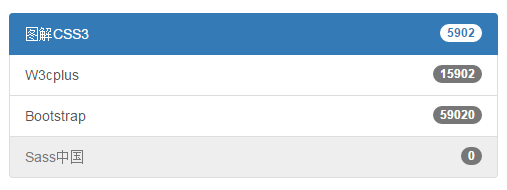 图解CSS3 5902
W3cplus 15902
Bootstrap 59020
Sass中国 0